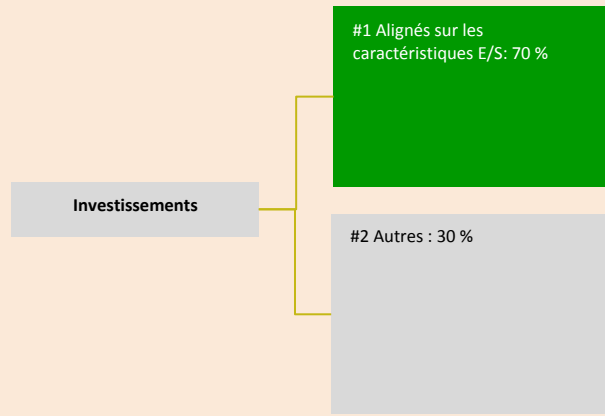 #1 Alignés sur les
caractéristiques E/S: 70 %
Investissements
#2 Autres : 30 %